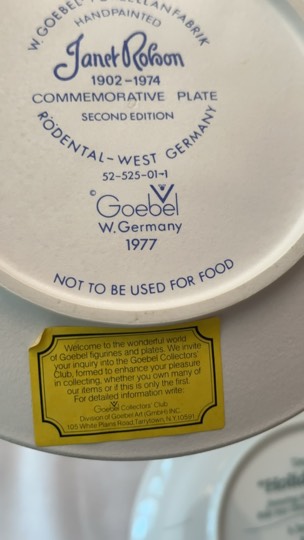 W. GOEBEL PORZELLANFABRIK
HANDPAINTED
Janet Robson
1902-1974
COMMEMORATIVE PLATE
SECOND EDITION
RÖDENTAL-WEST GERMANY
52-525-01-1
© Goebel
W. Germany
1977
NOT TO BE USED FOR FOOD
Welcome to the wonderful world
of Goebel figurines and plates. We invite
your inquiry into the Goebel Collectors'
Club, formed to enhance your pleasure
in collecting, whether you own many of
our items or if this is only the first.
For detailed information write:
Goebel Collectors' Club
Division of Goebel Art (GmbH) INC.
105 White Plains Road, Tarrytown, N.Y. 10591